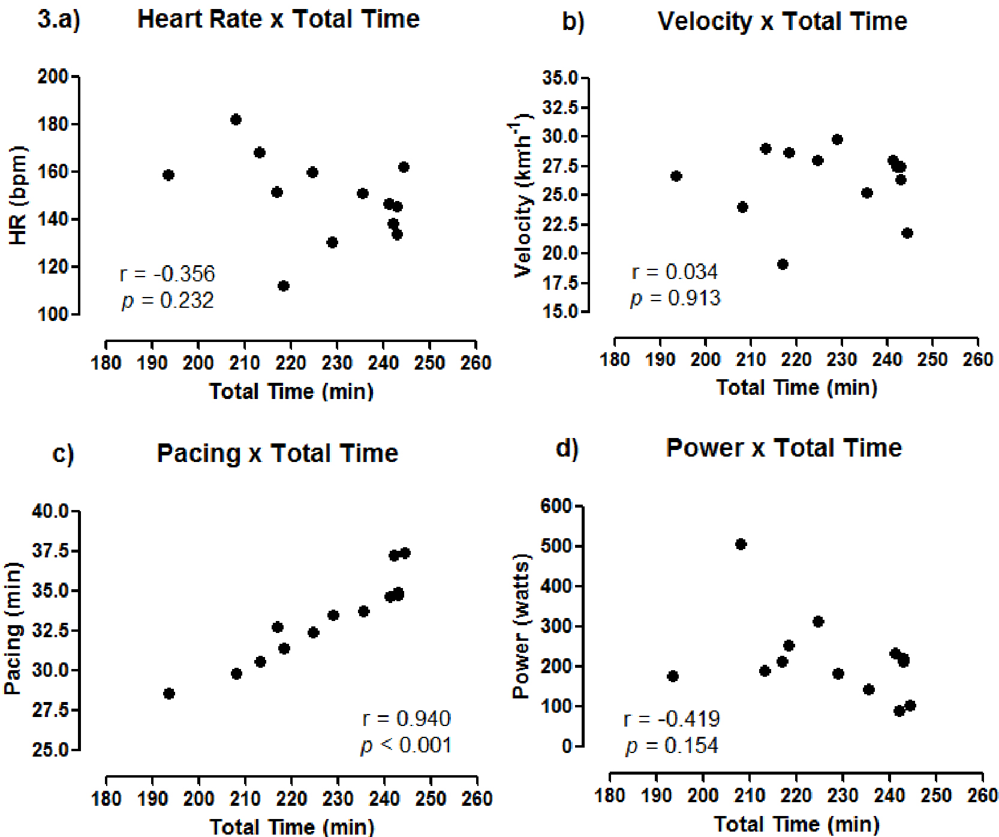 3.a) Heart Rate x Total Time
200
180
160
140
120
100
HR (bpm)
r = -0.356
p = 0.232
180 190 200 210 220 230 240 250 260
Total Time (min)
b) Velocity x Total Time
35.0
32.5
30.0
27.5
25.0
22.5
20.0
17.5
15.0
Velocity (kmh-1)
r = 0.034
p = 0.913
180 190 200 210 220 230 240 250 260
Total Time (min)
c) Pacing x Total Time
40.0
37.5
35.0
32.5
30.0
27.5
25.0
Pacing (min)
r = 0.940
p < 0.001
180 190 200 210 220 230 240 250 260
Total Time (min)
d) Power x Total Time
600
500
400
300
200
100
0
Power (watts)
r = -0.419
p = 0.154
180 190 200 210 220 230 240 250 260
Total Time (min)